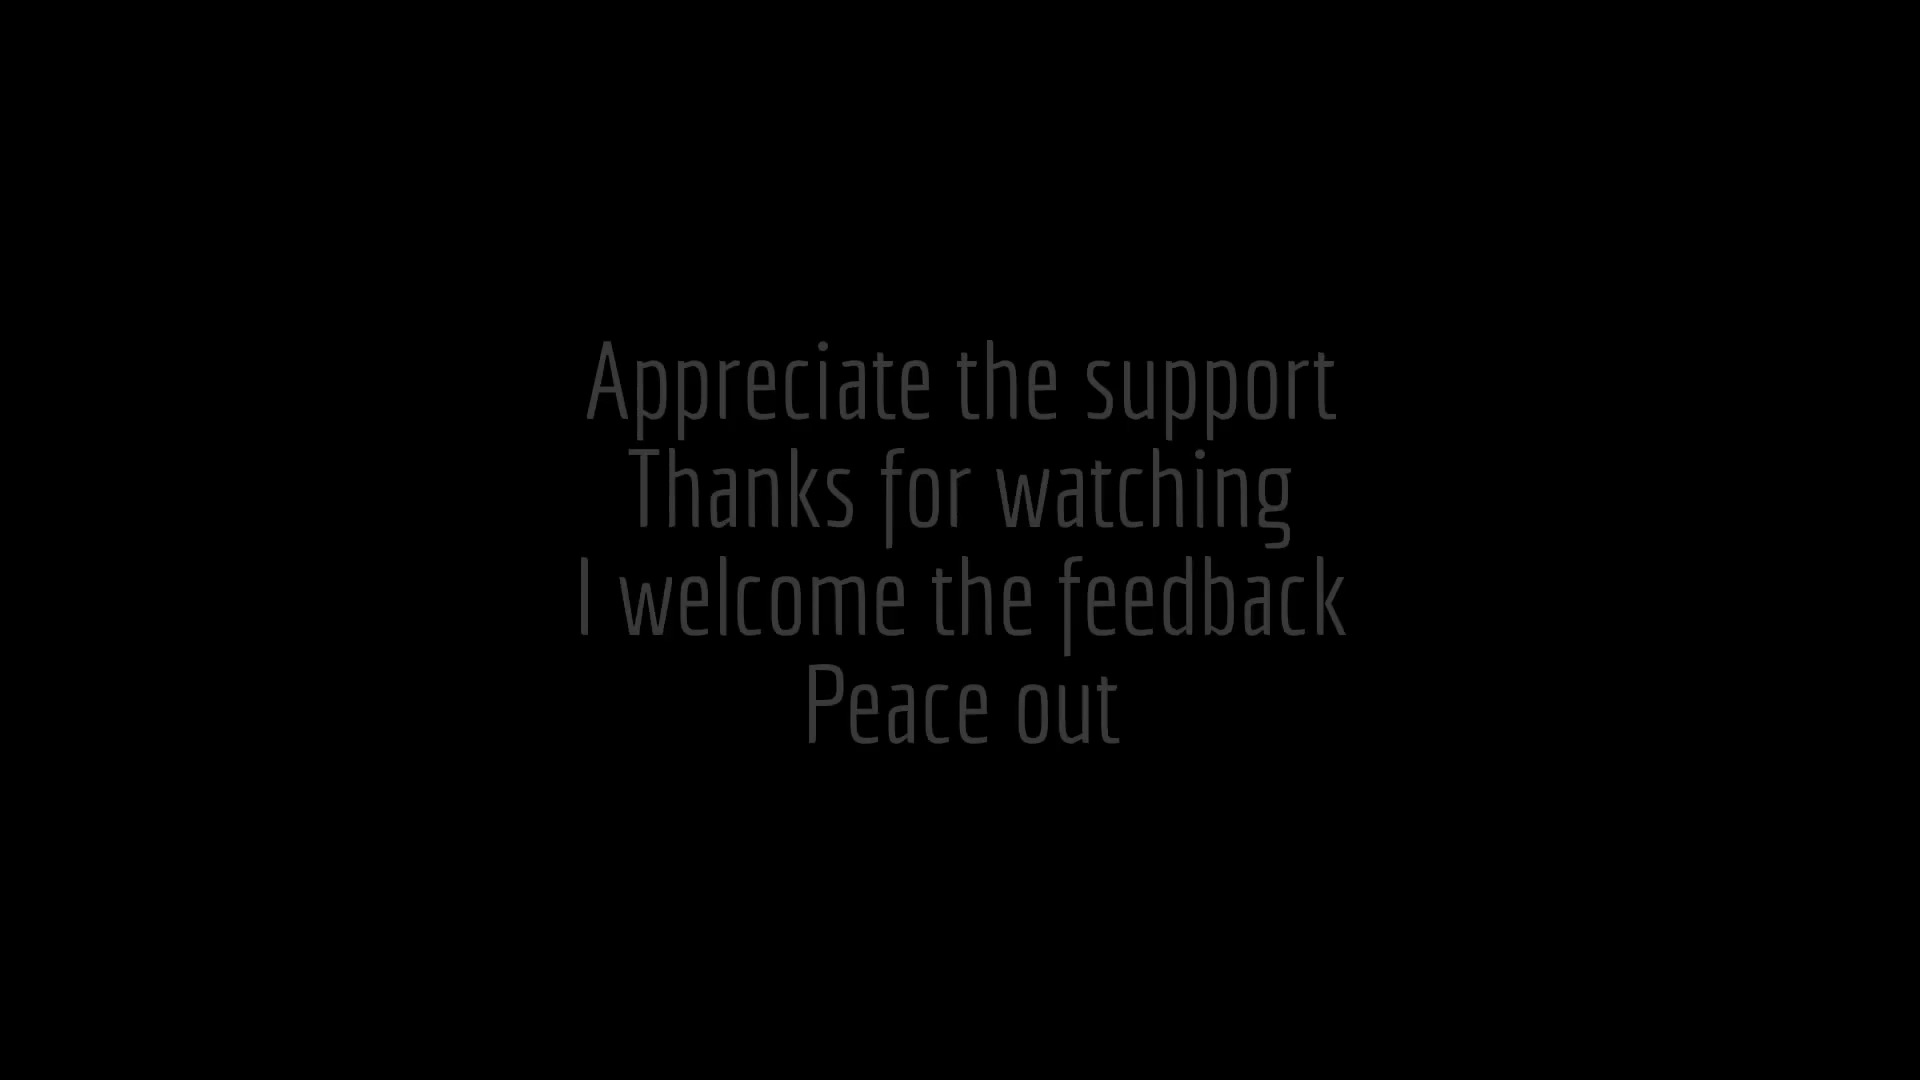 Appreciate the support
Thanks for watching
I welcome the feedback
Peace out